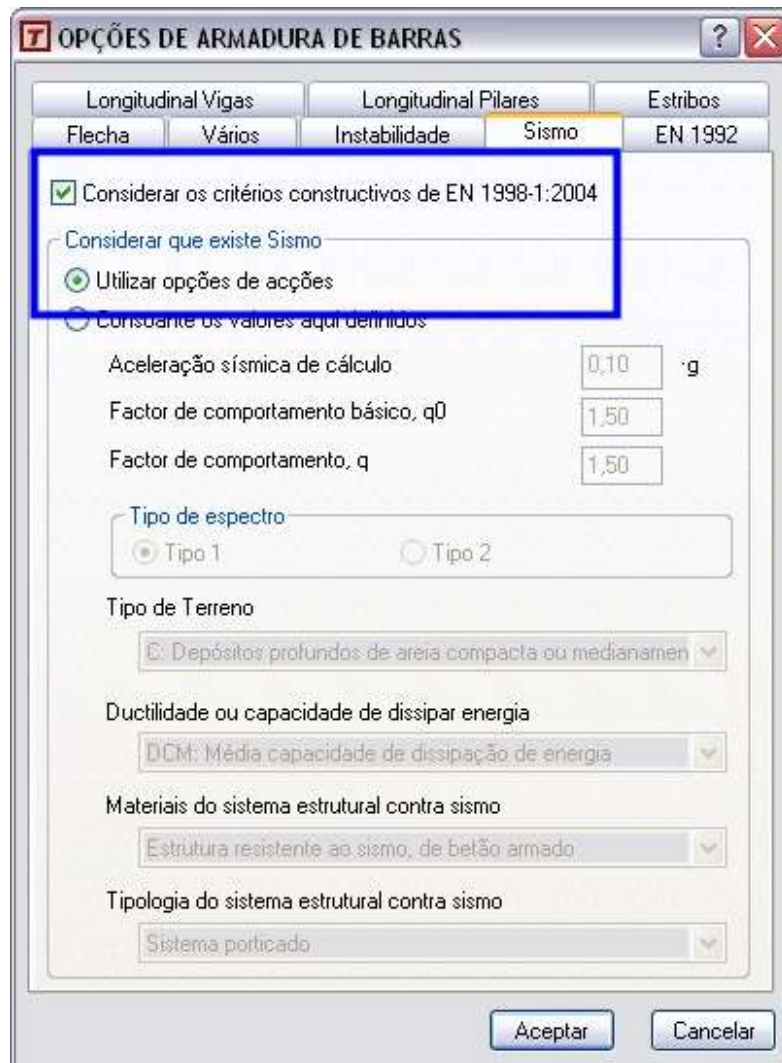 OPÇÕES DE ARMADURA DE BARRAS
Longitudinal Vigas Longitudinal Pilares Estribos
Flecha Vários Instabilidade Sismo EN 1992
Considerar os critérios constructivos de EN 1998-1:2004
Considerar que existe Sismo
Utilizar opções de acções
Consoante os valores aqui definidos
Aceleração sísmica de cálculo 0,10 ·g
Factor de comportamento básico, q0 1,50
Factor de comportamento, q 1,50
Tipo de espectro
Tipo 1 Tipo 2
Tipo de Terreno
C: Depósitos profundos de areia compacta ou medianamen
Ductilidade ou capacidade de dissipar energia
DCM: Média capacidade de dissipação de energia
Materiais do sistema estrutural contra sismo
Estrutura resistente ao sismo, de betão armado
Tipologia do sistema estrutural contra sismo
Sistema porticado
Aceptar Cancelar